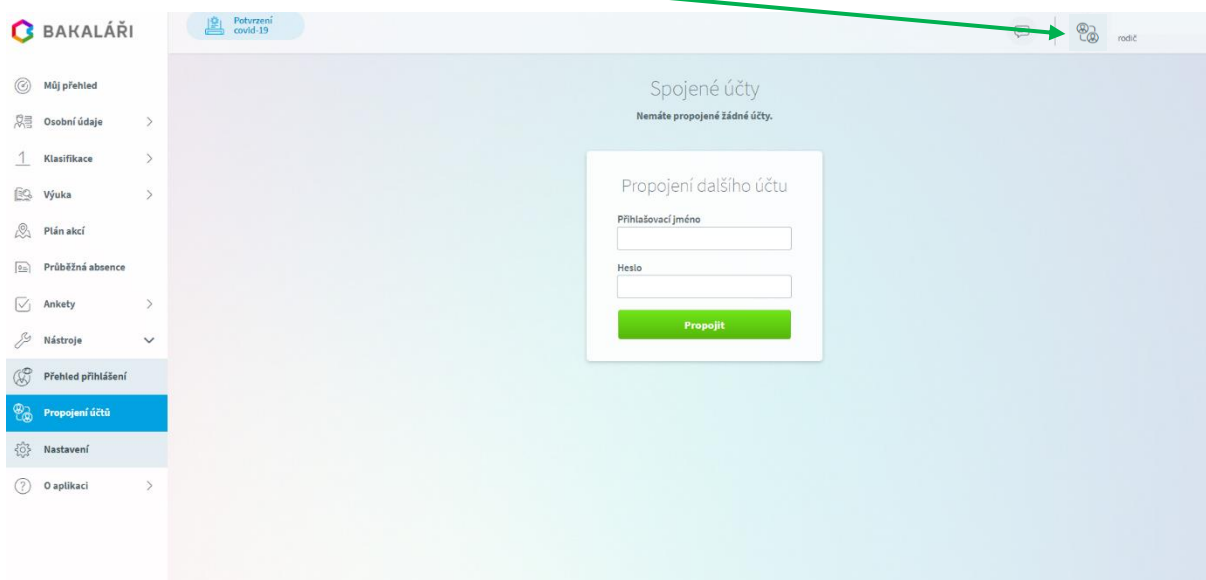 BAKALÁŘI
Potvrzení
covid-19
rodič
Můj přehled
Osobní údaje
1 Klasifikace
Výuka
Plán akcí
Průběžná absence
Ankety
Nástroje
Přehled přihlášení
Propojení účtů
Nastavení
? O aplikaci
Spojené účty
Nemáte propojené žádné účty.
Propojení dalšího účtu
Přihlašovací jméno
Heslo
Propojit